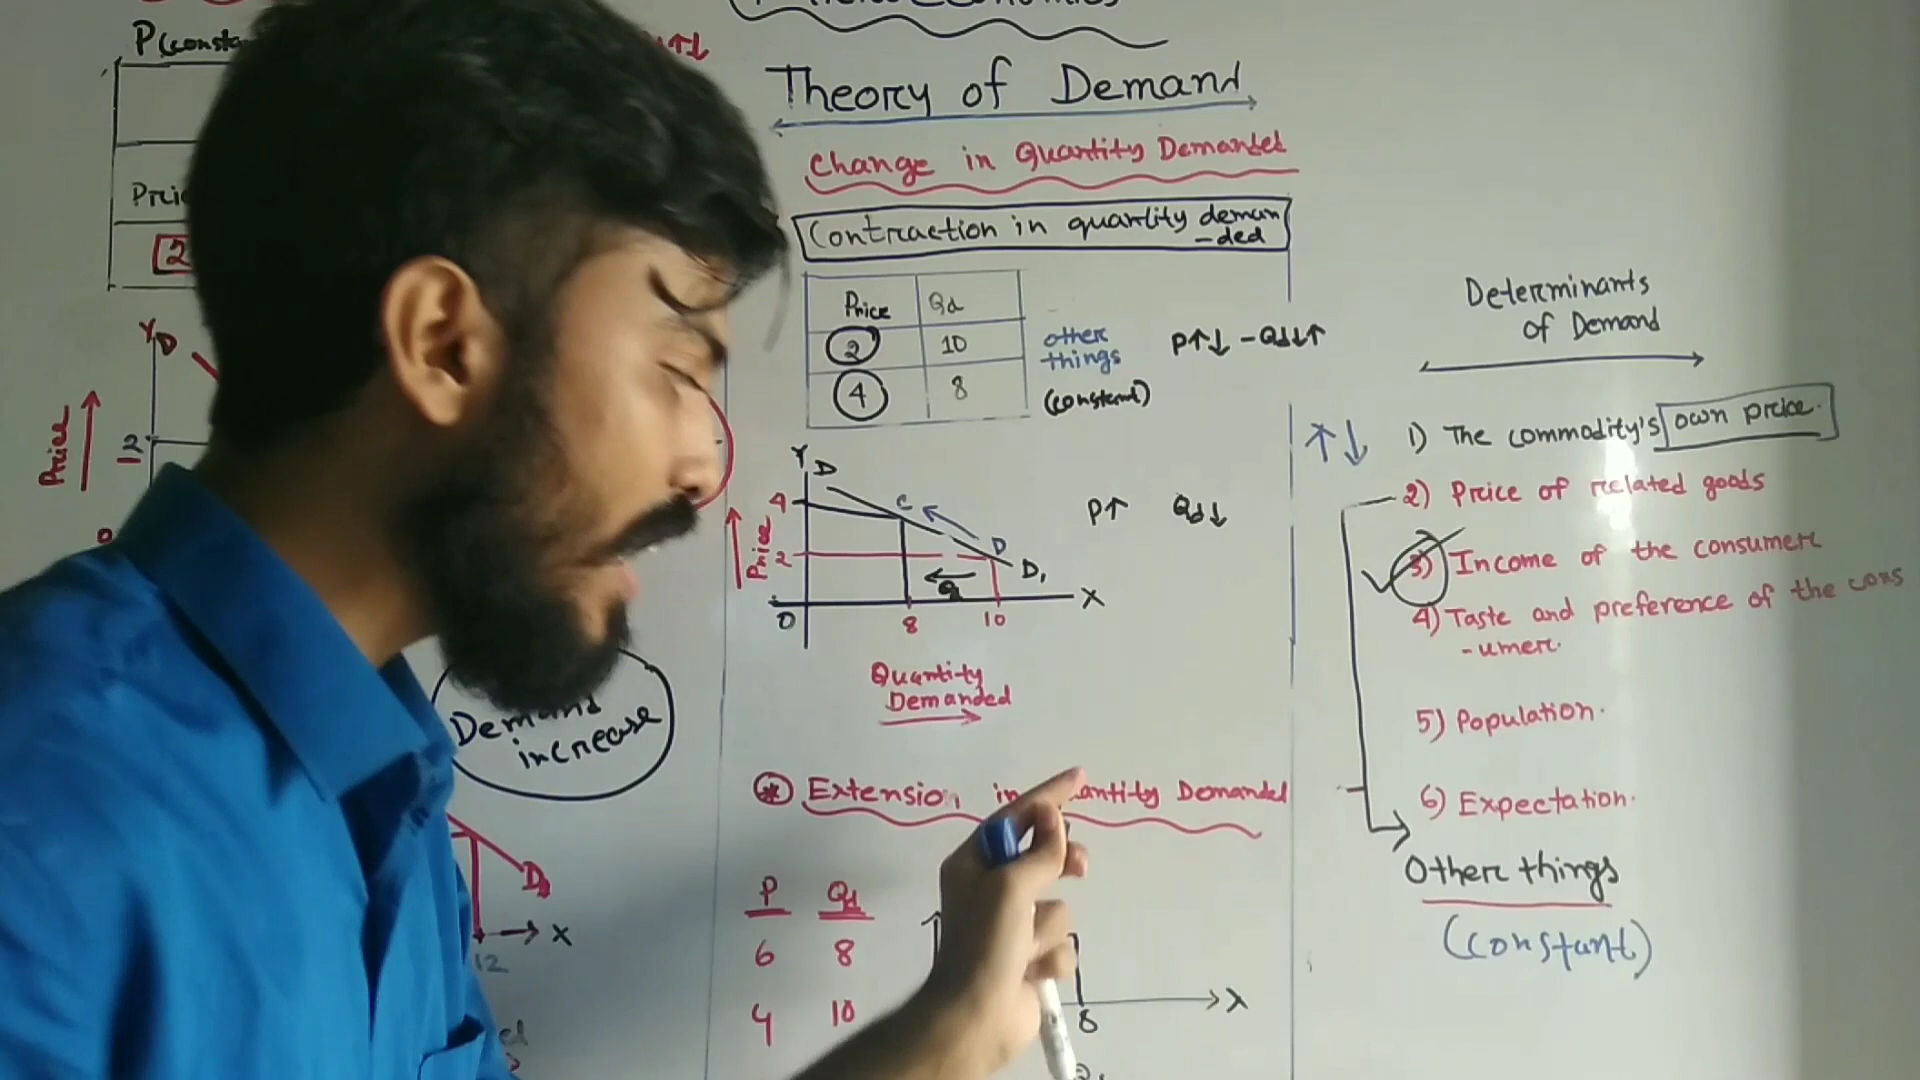 Theory of Demand
Change in Quantity Demanded
Contraction in quantity deman
-ded
Price Qd
2 10
4 8
other
things
(constant)
P↑↓ - Qd↓↑
Y
D
4
C
Price
2
D
D1
Q
0
8
10
X
P↑ Qd↓
Quantity
Demanded
* Extension in
antity Demanded
P Qd
6 8
4 10
8
X
Determinants
of Demand
↑↓
1) The commodity's own price.
2) Price of related goods
3) Income of the consumer
4) Taste and preference of the cons
-umer.
5) Population.
6) Expectation.
Other things
(constant)
P(consta
↑↓
Price
2
Y
D
Price
2
0
Demand
increase
D
X
12